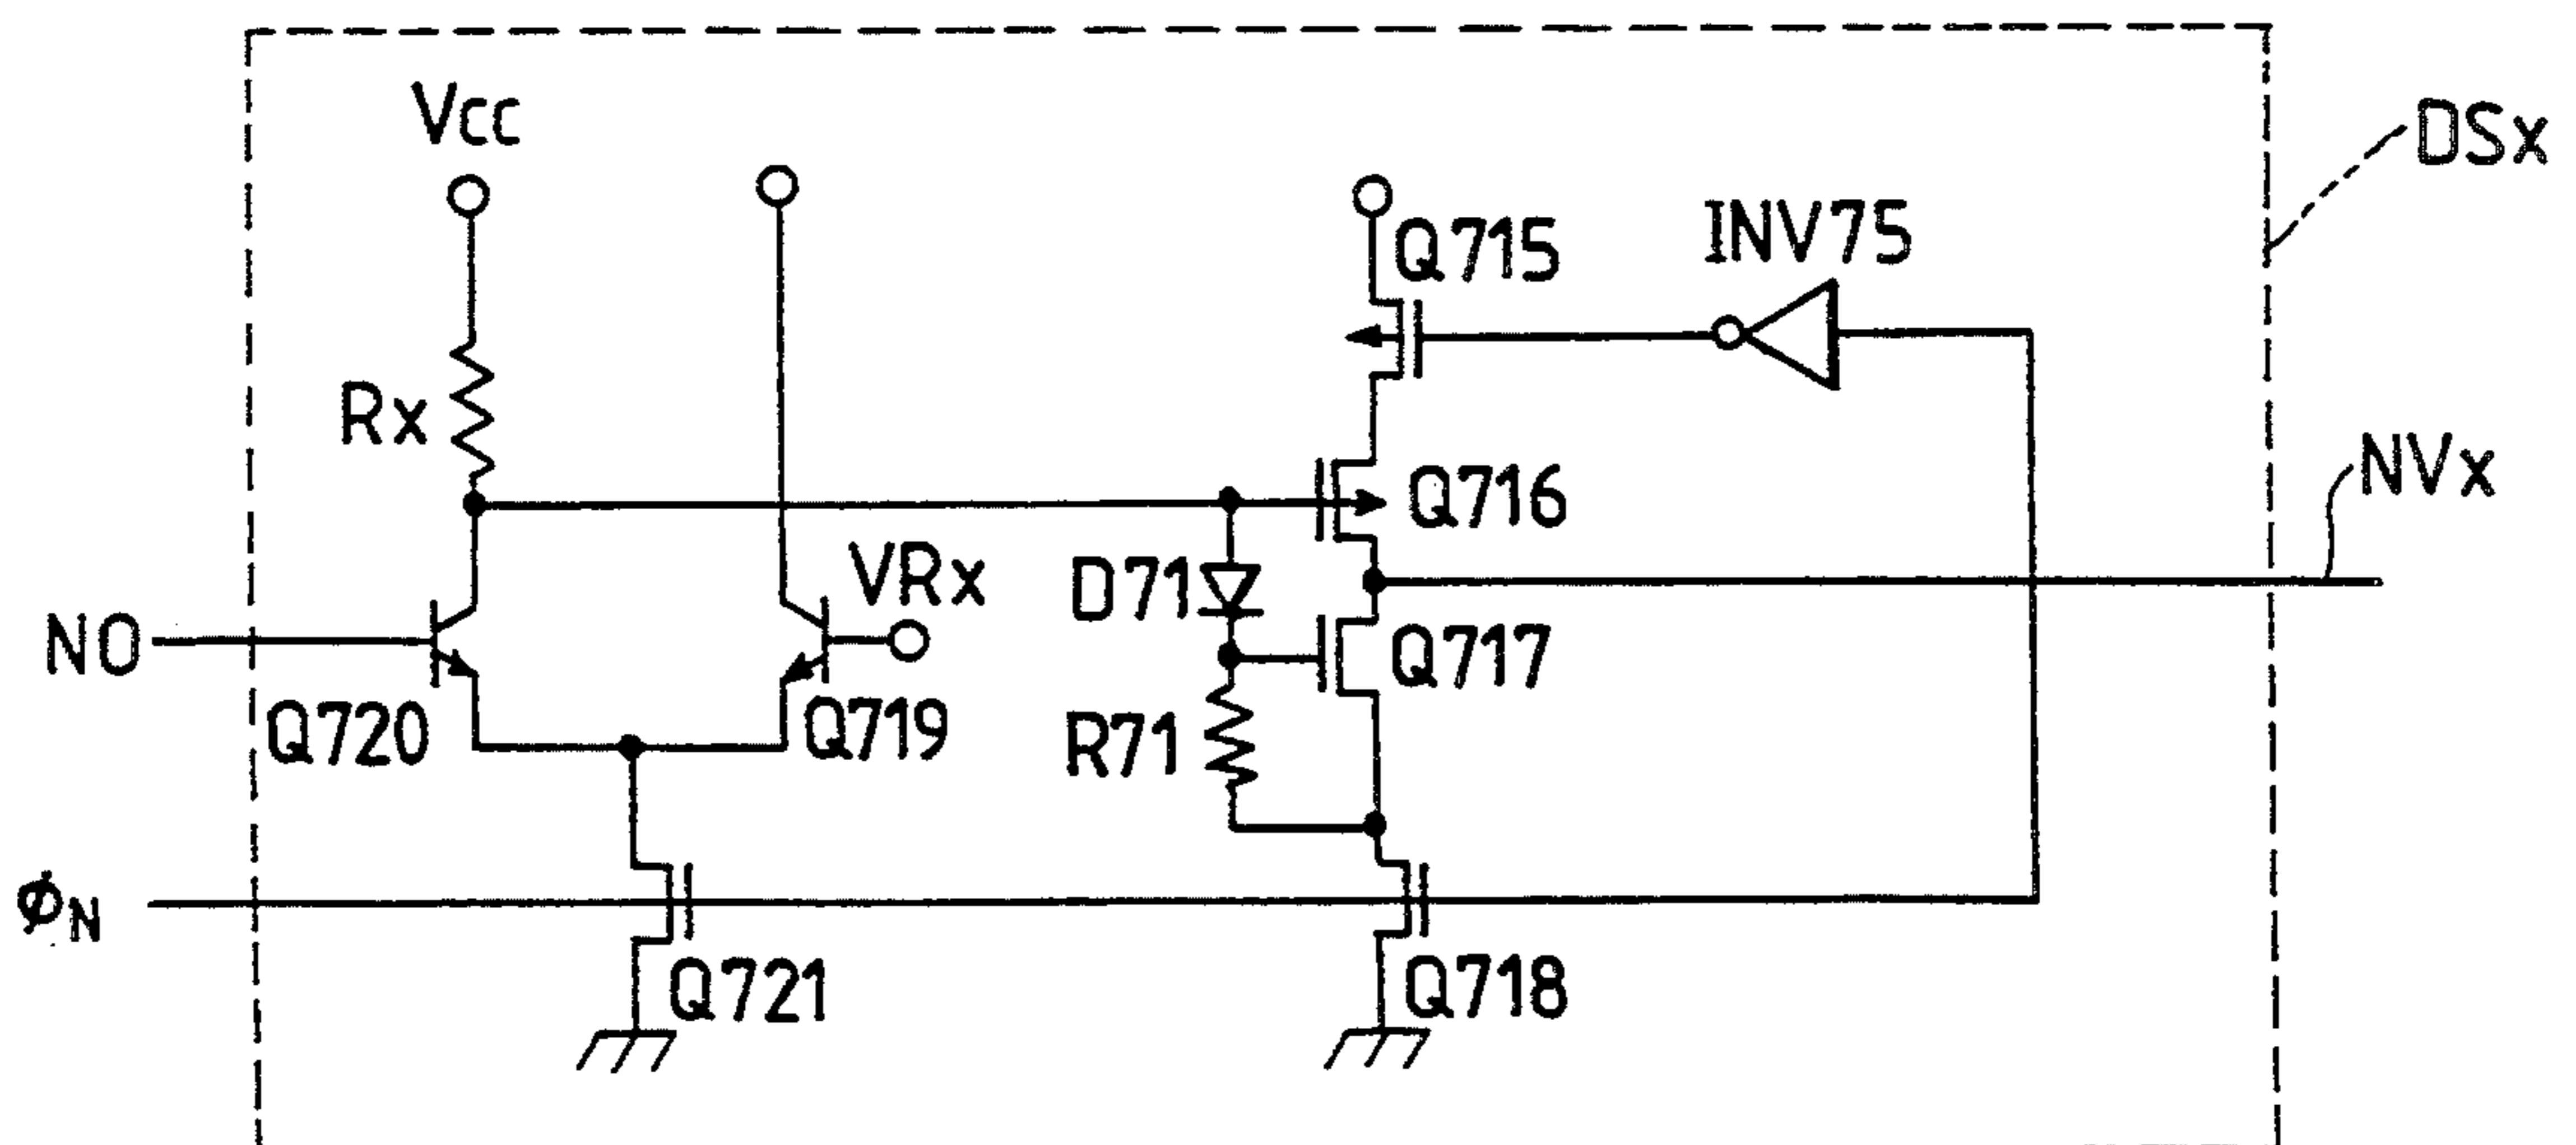 Vcc
DSx
Q715
INV75
Rx
Q716
NVx
VRx
D71
NO
Q717
Q720
Q719
R71
φN
Q721
Q718